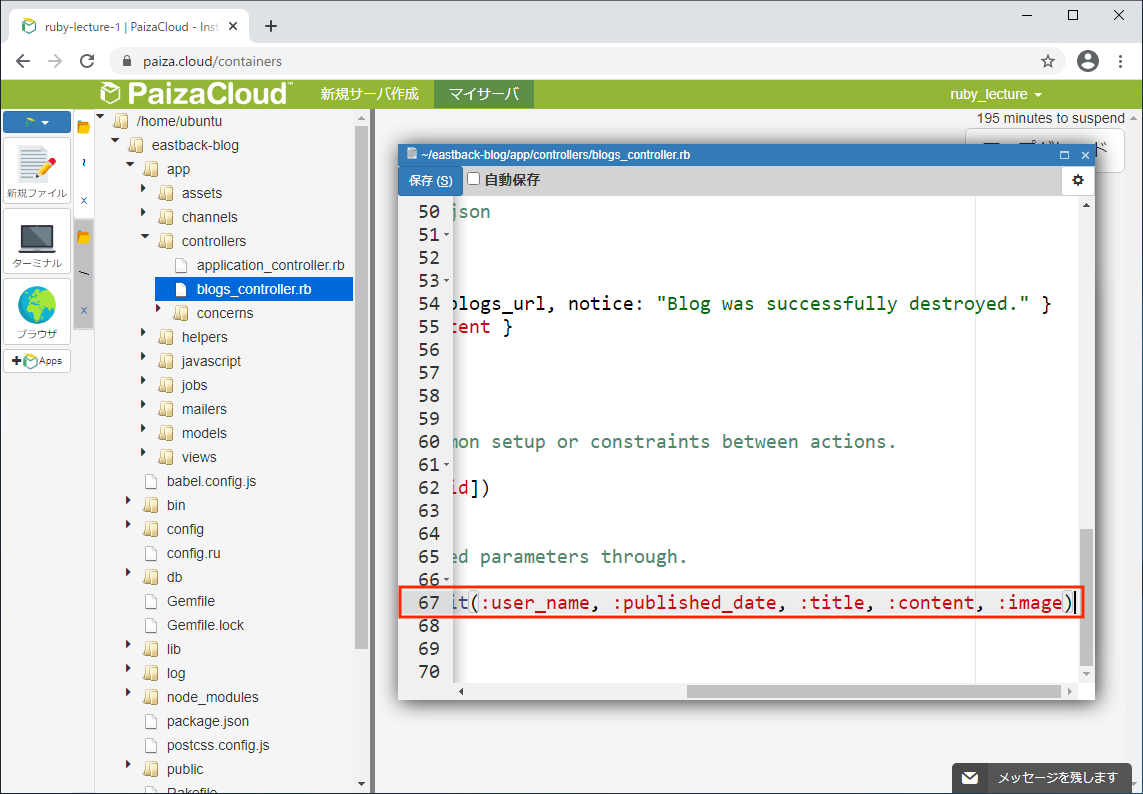 ruby-lecture-1 | PaizaCloud - Inst
paiza.cloud/containers
PaizaCloud
新規サーバ作成
マイサーバ
ruby_lecture
195 minutes to suspend
新規ファイル
ターミナル
ブラウザ
Apps
/home/ubuntu
eastback-blog
app
assets
channels
controllers
application_controller.rb
blogs_controller.rb
concerns
helpers
javascript
jobs
mailers
models
views
babel.config.js
bin
config
config.ru
db
Gemfile
Gemfile.lock
lib
log
node_modules
package.json
postcss.config.js
public
Rakefile
~/eastback-blog/app/controllers/blogs_controller.rb
保存 (S)
自動保存
50 json
51
52
53
54 blogs_url, notice: "Blog was successfully destroyed." }
55 tent }
56
57
58
59
60 mon setup or constraints between actions.
61
62 id])
63
64
65 ed parameters through.
66
67 it(:user_name, :published_date, :title, :content, :image)
68
69
70
メッセージを残します